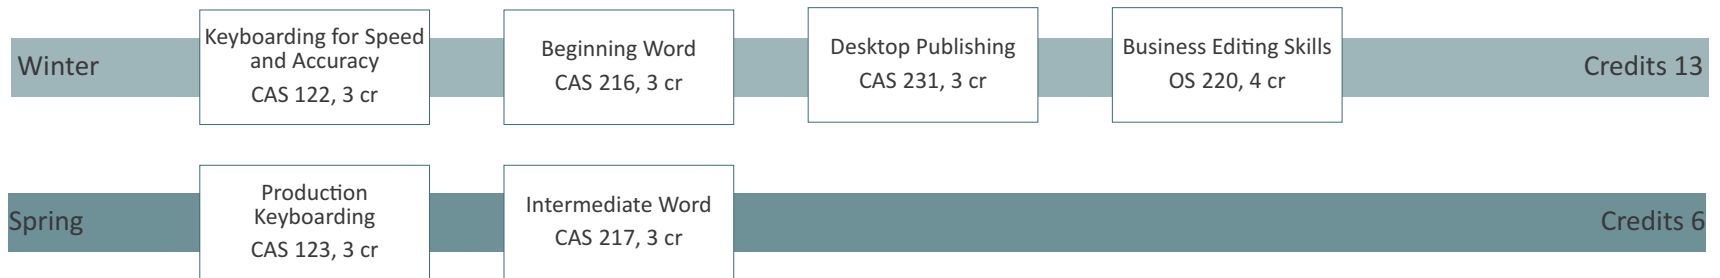 Winter
Keyboarding for Speed
and Accuracy
CAS 122, 3 cr
Beginning Word
CAS 216, 3 cr
Desktop Publishing
CAS 231, 3 cr
Business Editing Skills
OS 220, 4 cr
Credits 13
Spring
Production
Keyboarding
CAS 123, 3 cr
Intermediate Word
CAS 217, 3 cr
Credits 6